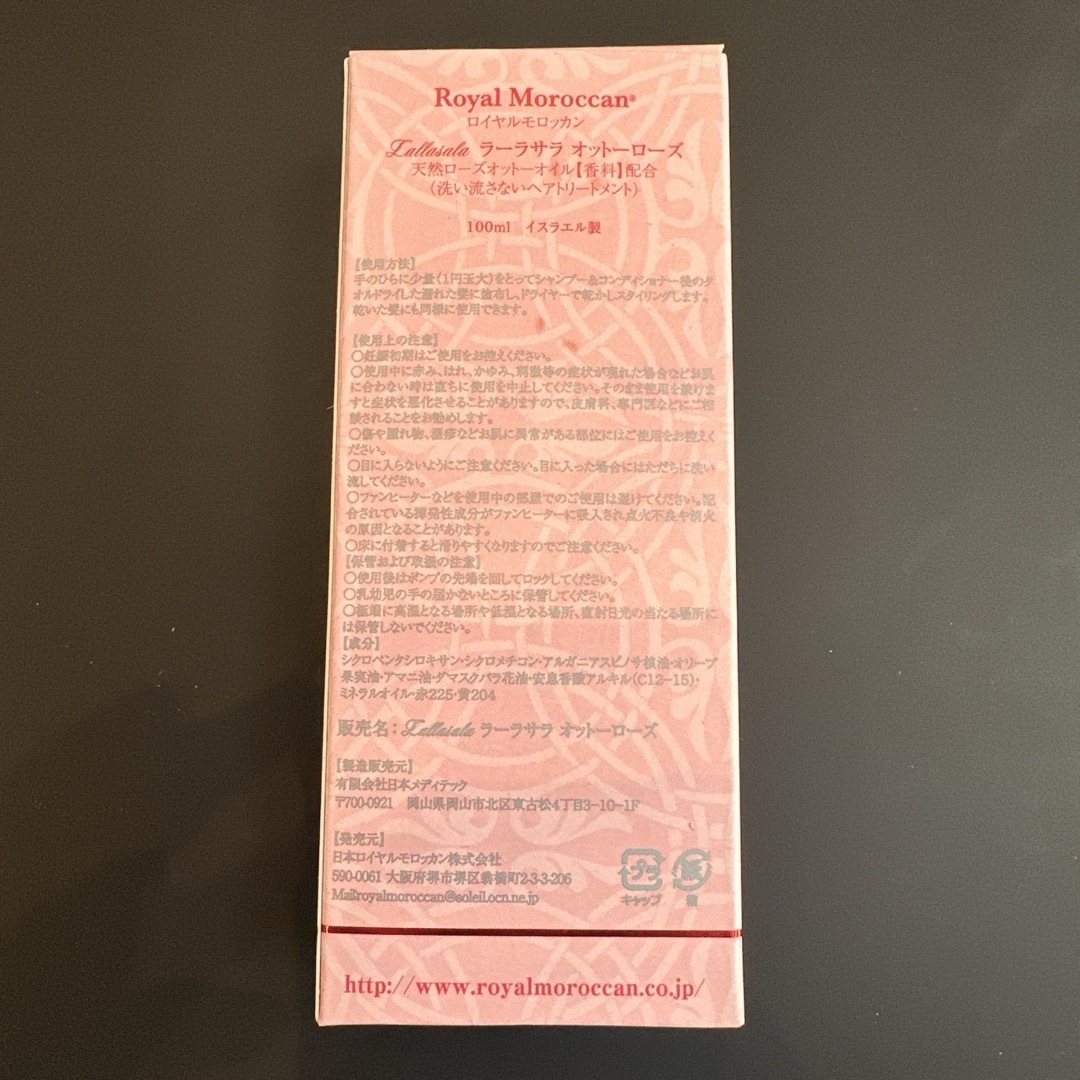 Royal Moroccan®
ロイヤルモロッカン
Lallasala ラーラサラ オットーローズ
天然ローズオットーオイル【香料】配合
(洗い流さないヘアトリートメント)
100ml イスラエル製
【使用方法】
手のひらに少量(1円玉大)をとってシャンプー&コンディショナー後のタ
オルドライした濡れた髪に塗布し、ドライヤーで乾かしスタイリングします。
乾いた髪にも同様に使用できます。
【使用上の注意】
○妊娠初期はご使用をお控えください。
○使用中に赤み、はれ、かゆみ、刺激等の症状が現れた場合などお肌
に合わない時は直ちに使用を中止してください。そのまま使用を続けま
すと症状を悪化させることがありますので、皮膚科、専門医などにご相
談されることをお勧めします。
○傷や腫れ物、湿疹などお肌に異常がある部位にはご使用をお控えく
ださい。
○目に入らないようにご注意ください。目に入った場合にはただちに洗い
流してください。
○ファンヒーターなどを使用中の部屋でのご使用は避けてください。配
合されている揮発性成分がファンヒーターに吸入され点火不良や消火
の原因となることがあります。
○床に付着すると滑りやすくなりますのでご注意ください。
【保管および取扱の注意】
○使用後はポンプの先端を回してロックしてください。
○乳幼児の手の届かないところに保管してください。
○極端に高温となる場所や低温となる場所、直射日光の当たる場所に
は保管しないでください。
【成分】
シクロペンタシロキサン・シクロメチコン・アルガニアスピノサ核油・オリーブ
果実油・アマニ油・ダマスクバラ花油・安息香酸アルキル(C12-15)・
ミネラルオイル・赤225・黄204
販売名:Lallasala ラーラサラ オットーローズ
【製造販売元】
有限会社日本メディテック
〒700-0921 岡山県岡山市北区東古松4丁目3-10-1F
【発売元】
日本ロイヤルモロッカン株式会社
590-0061 大阪府堺市堺区翁橋町2-3-3-206
Mail:royalmoroccan@soleil.ocn.ne.jp
プラ
キャップ
紙
箱
http://www.royalmoroccan.co.jp/